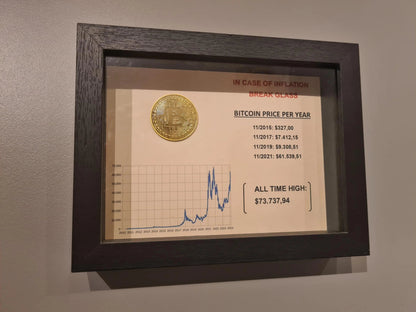 IN CASE OF INFLATION
BREAK GLASS
BITCOIN PRICE PER YEAR
11/2015: $327,00
11/2017: $7.412,15
11/2019: $9.308,51
11/2021: $61.539,51
ALL TIME HIGH:
$73.737,94